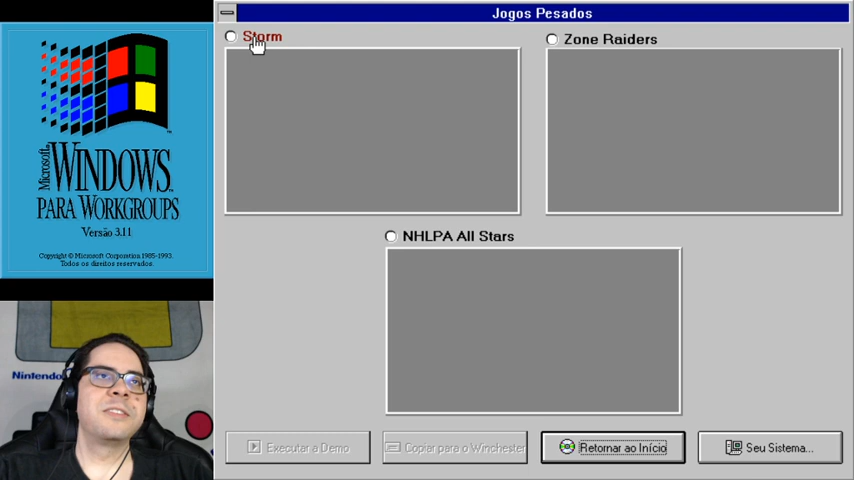 Microsoft
WINDOWS
PARA WORKGROUPS
Versão 3.11
Copyright © Microsoft Corporation 1985-1993.
Todos os direitos reservados.
Nintendo
Jogos Pesados
Storm
Zone Raiders
NHLPA All Stars
Executar a Demo
Copiar para o Winchester
Retornar ao Início
Seu Sistema...